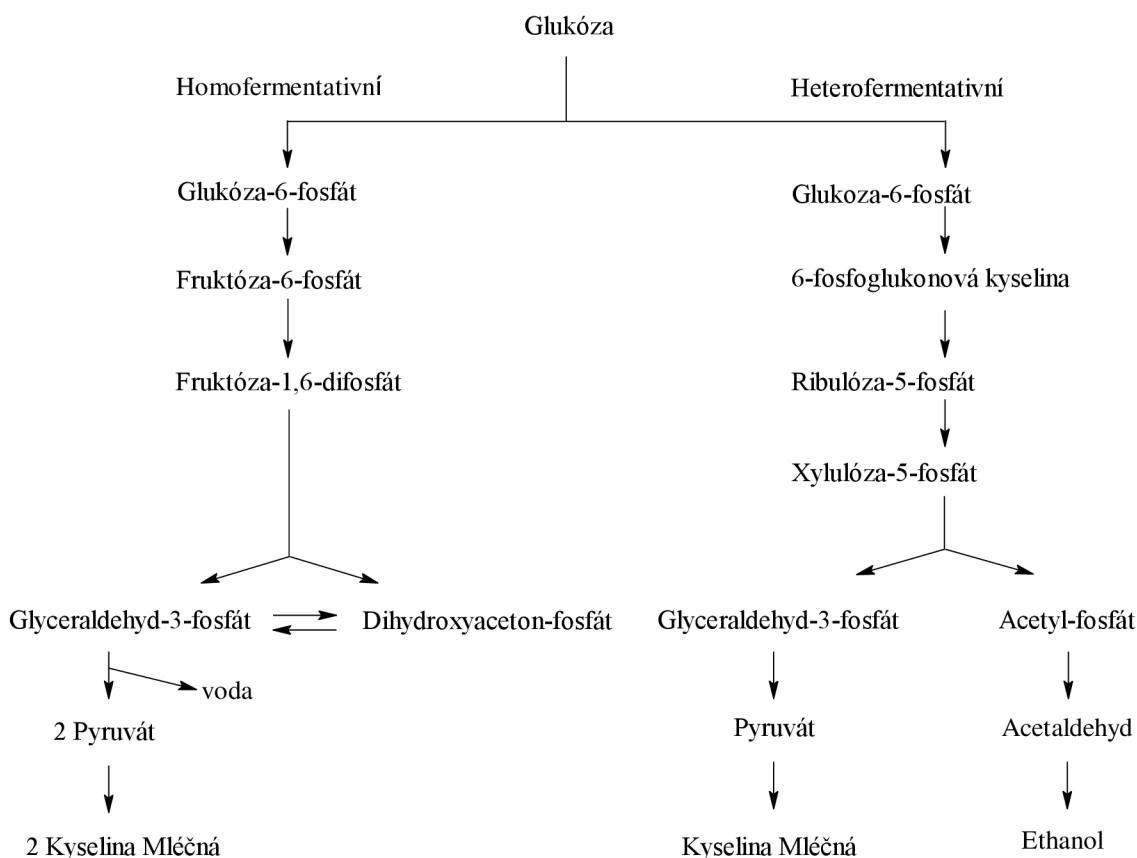 Glukóza
Homofermentativní
Heterofermentativní
Glukóza-6-fosfát
Glukoza-6-fosfát
Fruktóza-6-fosfát
6-fosfoglukonová kyselina
Fruktóza-1,6-difosfát
Ribulóza-5-fosfát
Xylulóza-5-fosfát
Glyceraldehyd-3-fosfát
Dihydroxyaceton-fosfát
Glyceraldehyd-3-fosfát
Acetyl-fosfát
voda
2 Pyruvát
Pyruvát
Acetaldehyd
2 Kyselina Mléčná
Kyselina Mléčná
Ethanol